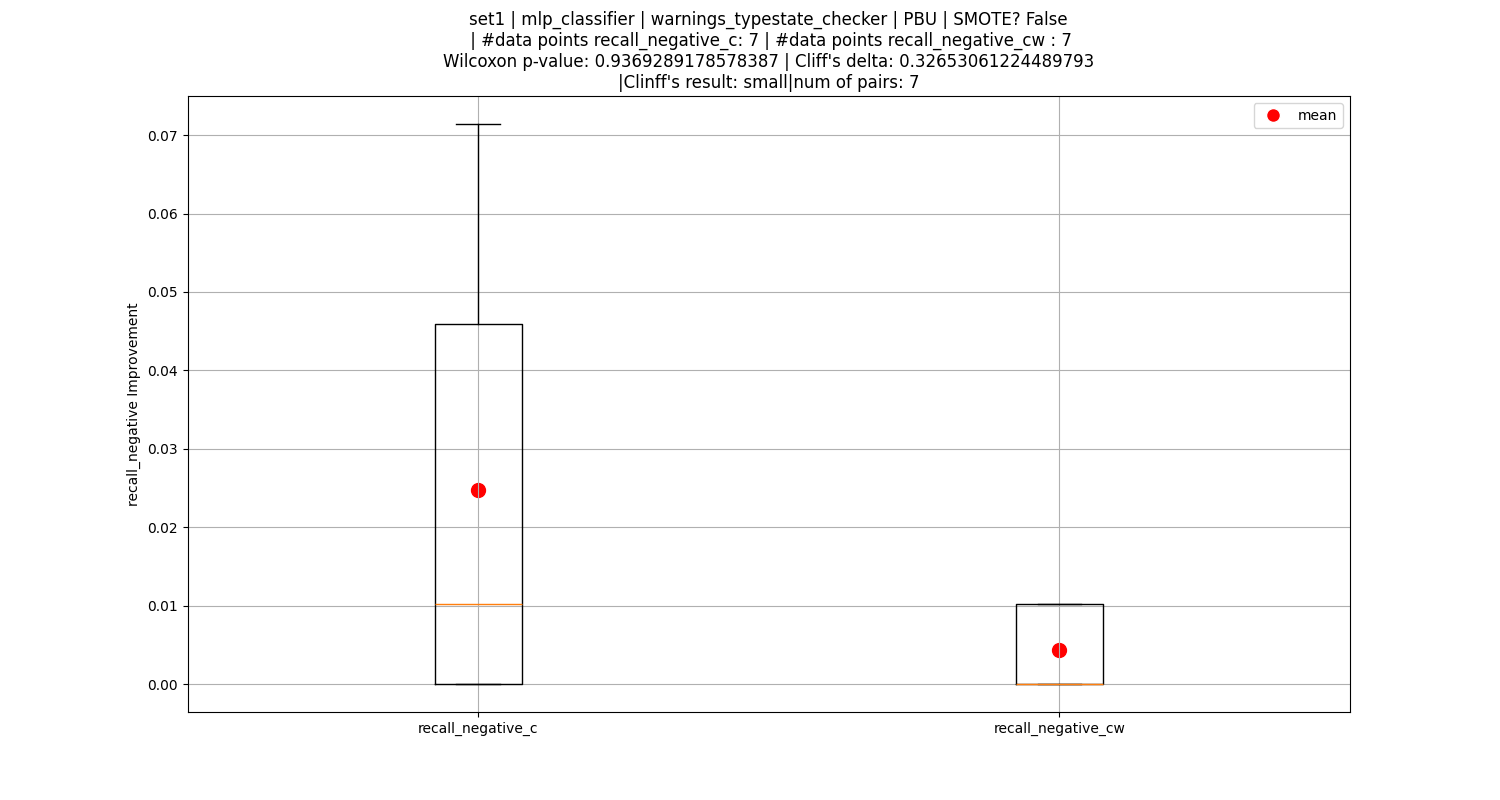 set1 | mlp_classifier | warnings_typestate_checker | PBU | SMOTE? False
| #data points recall_negative_c: 7 | #data points recall_negative_cw : 7
Wilcoxon p-value: 0.9369289178578387 | Cliff's delta: 0.32653061224489793
|Clinff's result: small|num of pairs: 7
mean
0.07
0.06
0.05
0.04
0.03
0.02
0.01
0.00
recall_negative Improvement
recall_negative_c
recall_negative_cw